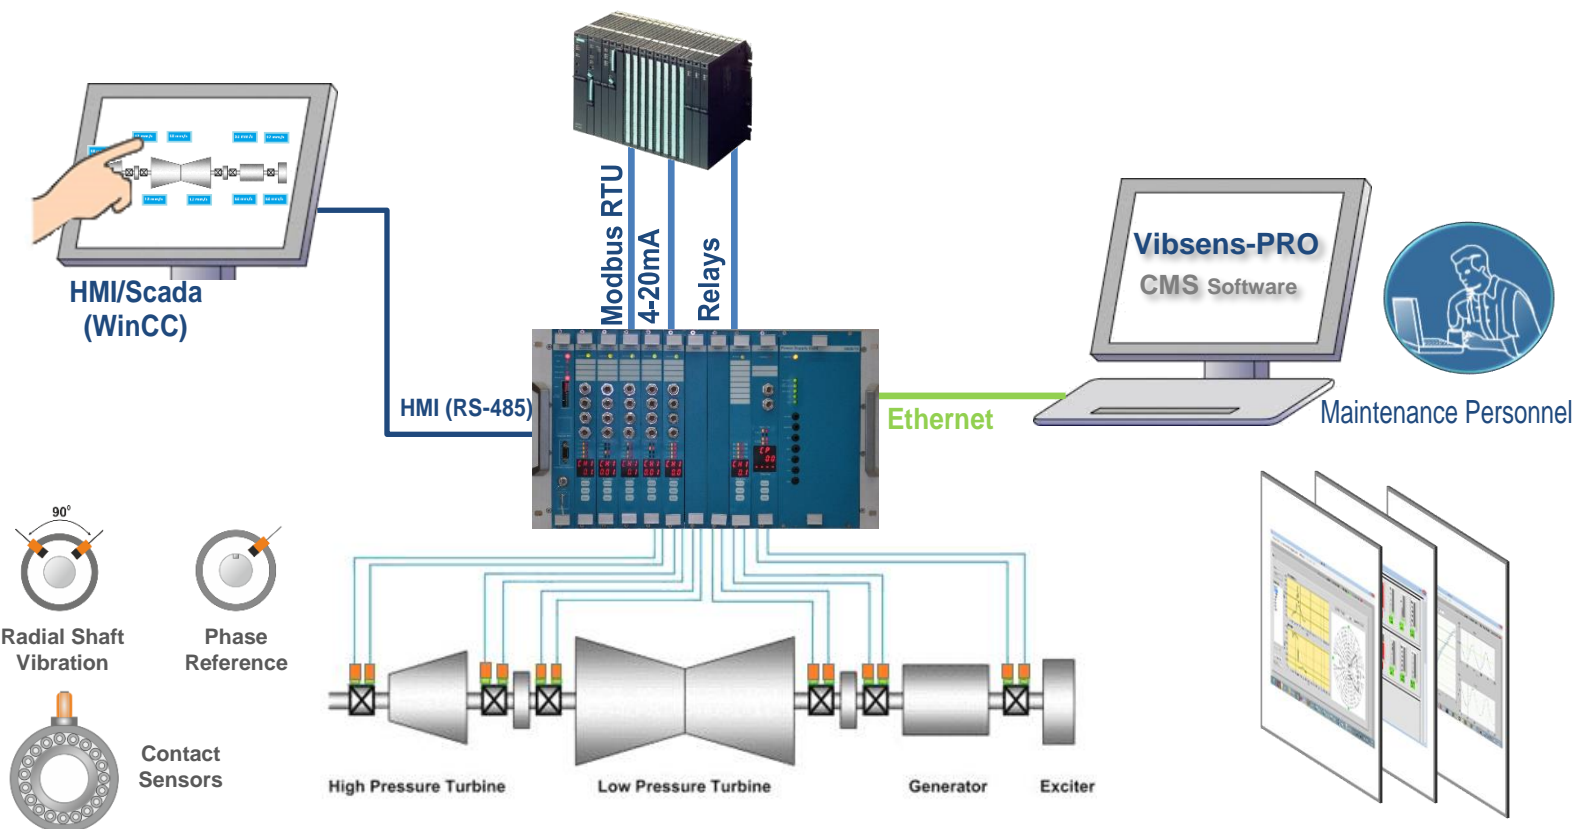 Modbus RTU
4-20mA
Relays
HMI/Scada
(WinCC)
HMI (RS-485)
Ethernet
Vibsens-PRO
CMS Software
Maintenance Personnel
90°
Radial Shaft
Vibration
Phase
Reference
Contact
Sensors
High Pressure Turbine
Low Pressure Turbine
Generator
Exciter